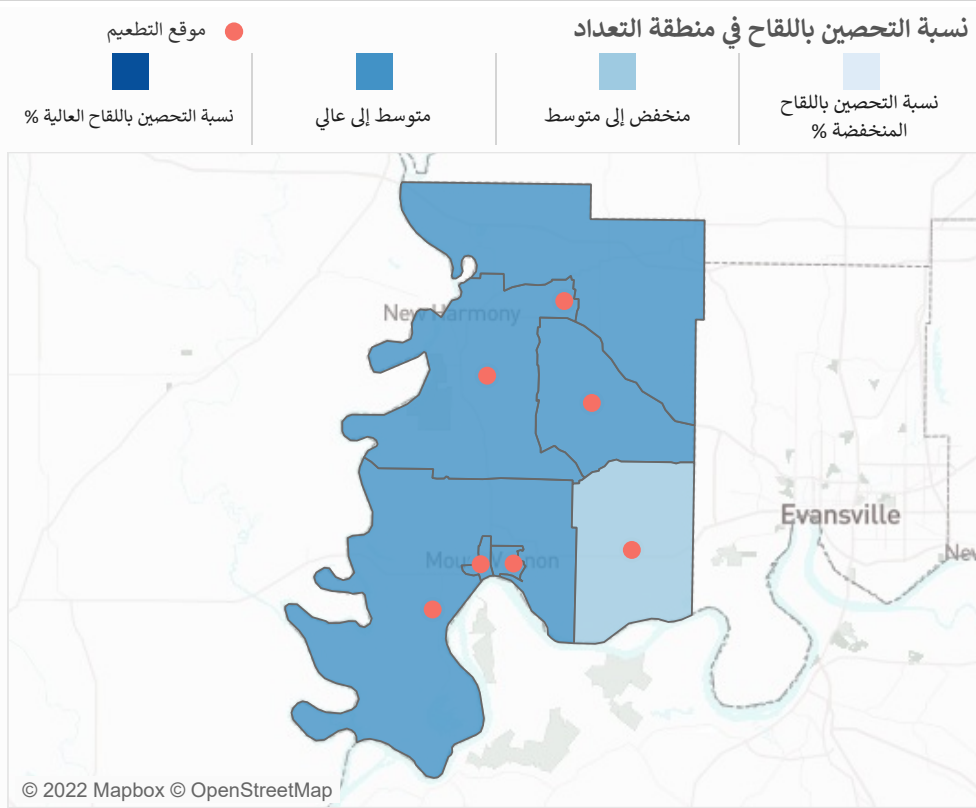 نسبة التحصين باللقاح في منطقة التعداد
موقع التطعيم
نسبة التحصين باللقاح
المنخفضة %
منخفض إلى متوسط
متوسط إلى عالي
نسبة التحصين باللقاح العالية %
New Harmony
Evansville
Mount Vernon
New
© 2022 Mapbox © OpenStreetMap